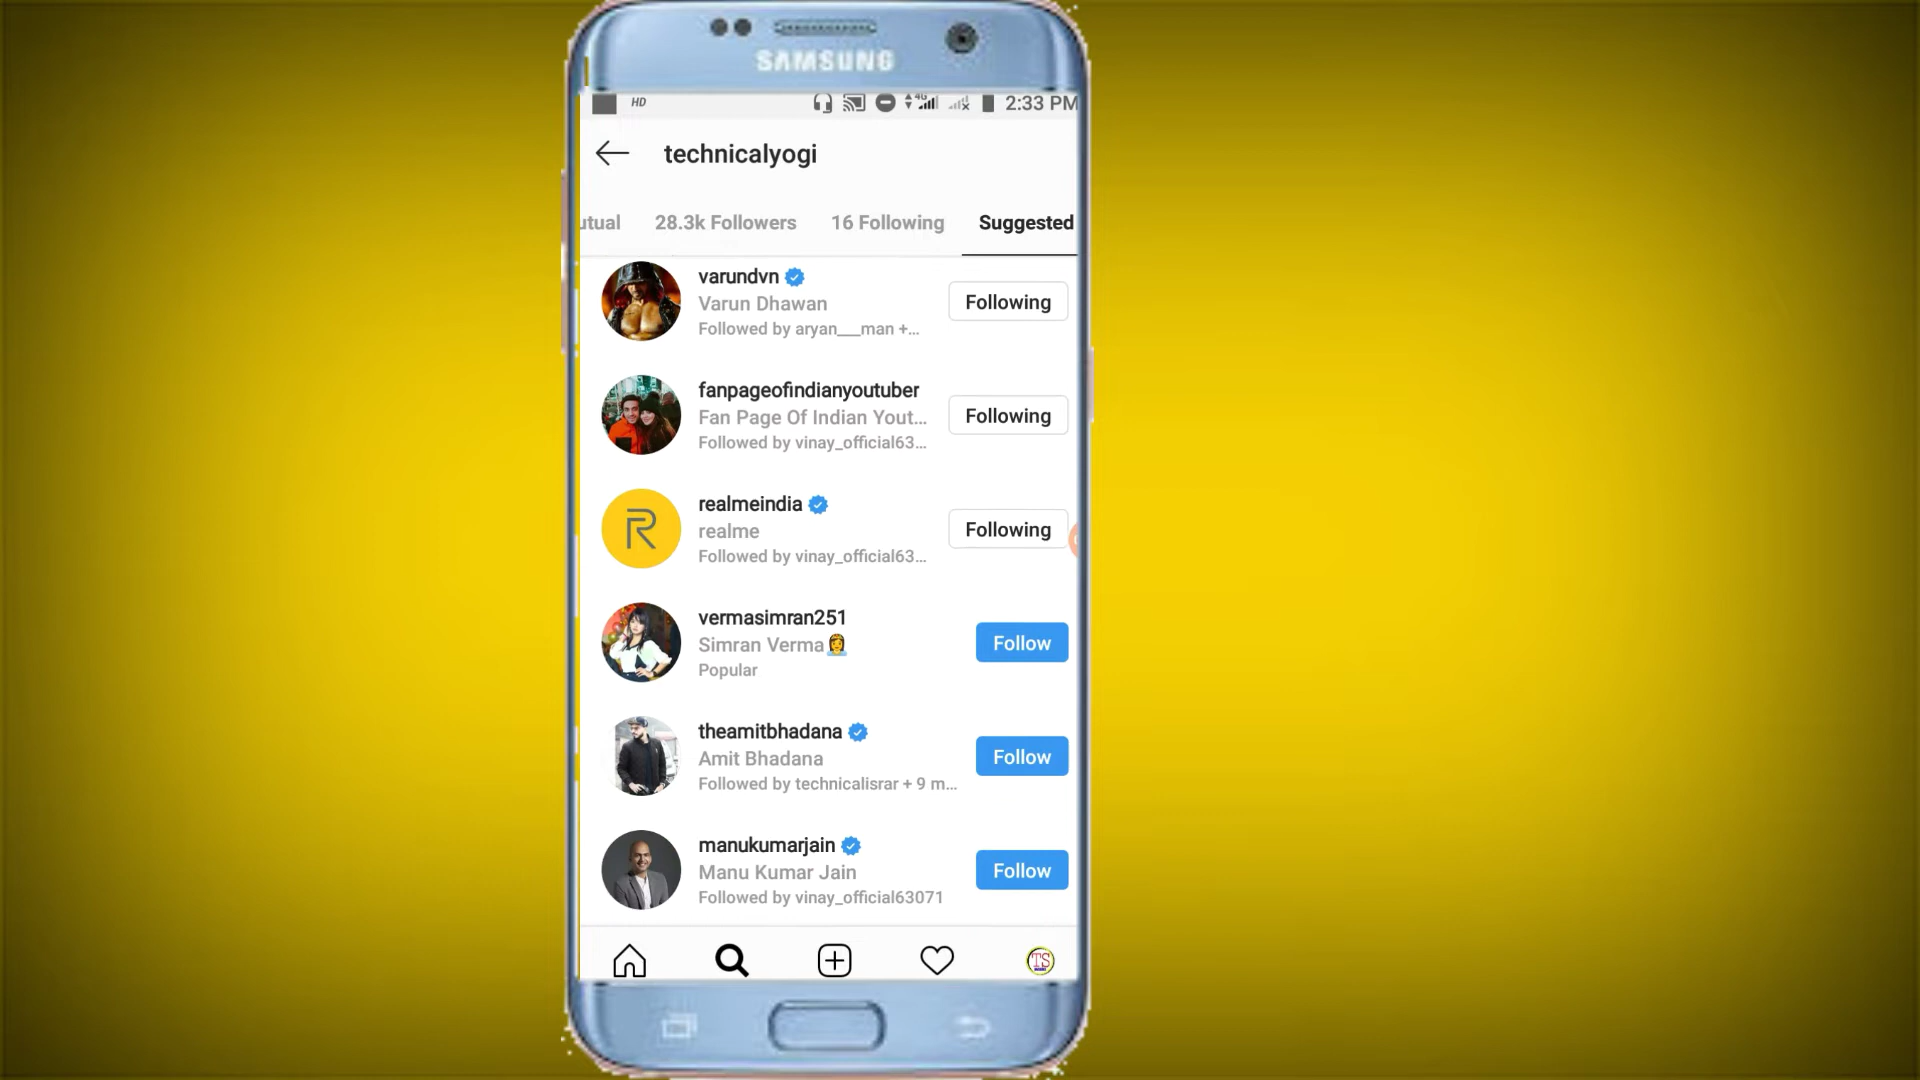 SAMSUNG
HD 4G 2:33 PM
technicalyogi
utual 28.3k Followers 16 Following Suggested
varundvn
Varun Dhawan
Followed by aryan___man +...
Following
fanpageofindianyoutuber
Fan Page Of Indian Yout...
Followed by vinay_official63...
Following
realmeindia
realme
Followed by vinay_official63...
Following
vermasimran251
Simran Verma👩
Popular
Follow
theamitbhadana
Amit Bhadana
Followed by technicalisrar + 9 m...
Follow
manukumarjain
Manu Kumar Jain
Followed by vinay_official63071
Follow
TS